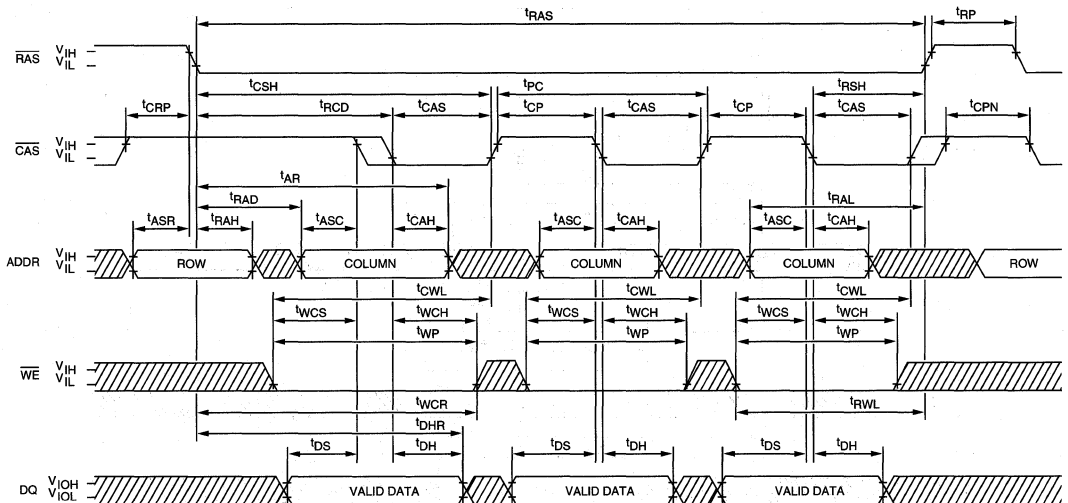 tRAS tRP
RAS VIH
VIL
tCSH tPC tRSH
tCRP tRCD tCAS tCP tCAS tCP tCAS tCPN
CAS VIH
VIL
tAR
tRAD tRAL
tASR tRAH tASC tCAH tASC tCAH tASC tCAH
ADDR VIH
VIL
ROW COLUMN COLUMN COLUMN ROW
tCWL tCWL tCWL
tWCS tWCH tWCS tWCH tWCS tWCH
tWP tWP tWP
WE VIH
VIL
tWCR tRWL
tDHR
tDS tDH tDS tDH tDS tDH
DQ VIOH
VIOL
VALID DATA VALID DATA VALID DATA